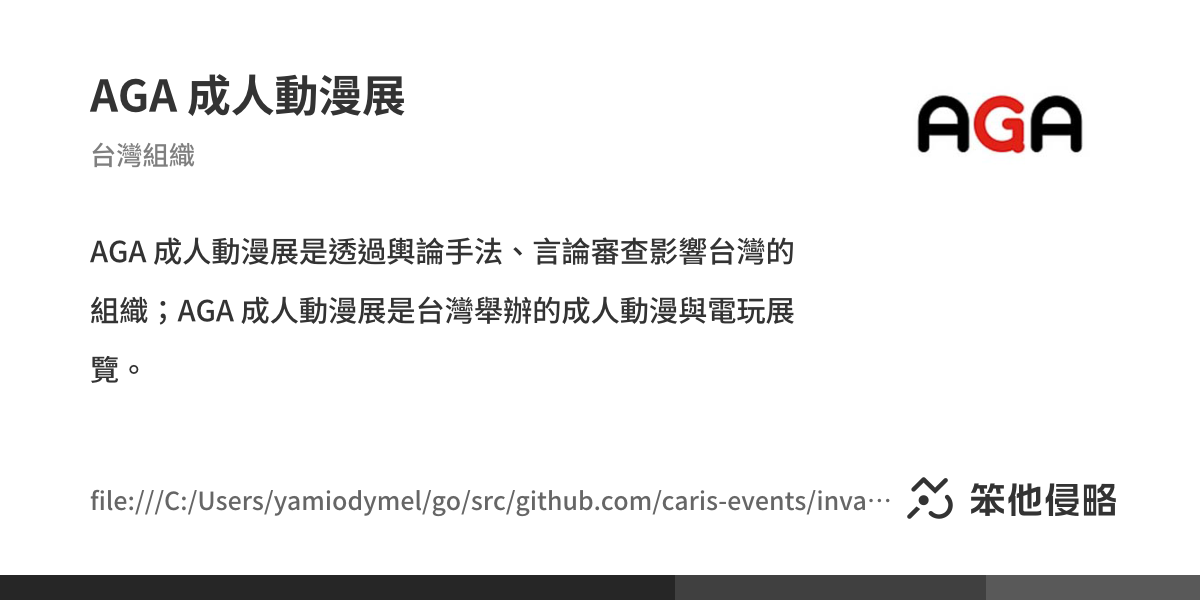 AGA 成人動漫展
台灣組織
AGA
AGA 成人動漫展是透過輿論手法、言論審查影響台灣的
組織；AGA 成人動漫展是台灣舉辦的成人動漫與電玩展
覽。
file:///C:/Users/yamiodymel/go/src/github.com/caris-events/inva…
笨他侵略